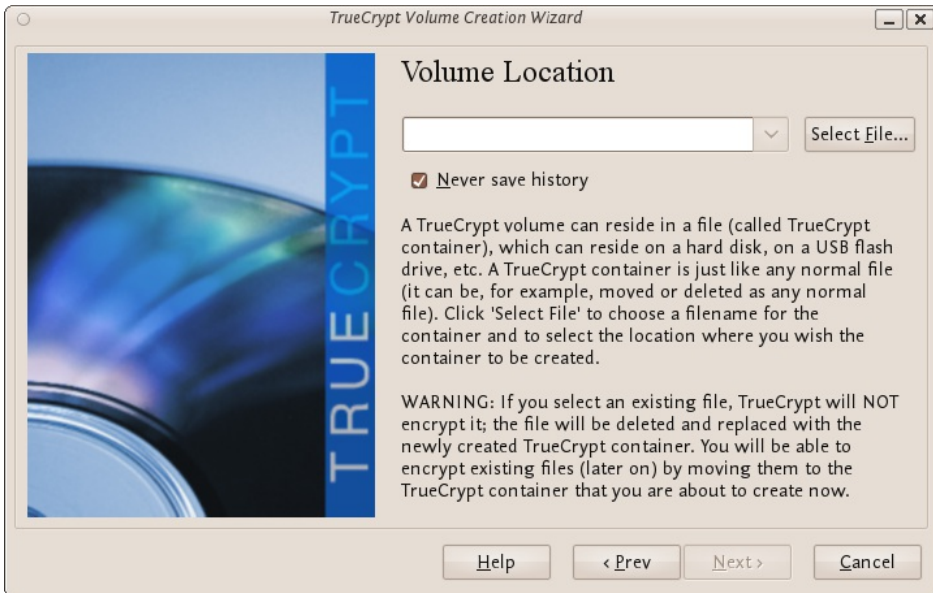 TrueCrypt Volume Creation Wizard
TRUECRYPT
Volume Location
Select File...
Never save history
A TrueCrypt volume can reside in a file (called TrueCrypt
container), which can reside on a hard disk, on a USB flash
drive, etc. A TrueCrypt container is just like any normal file
(it can be, for example, moved or deleted as any normal
file). Click 'Select File' to choose a filename for the
container and to select the location where you wish the
container to be created.
WARNING: If you select an existing file, TrueCrypt will NOT
encrypt it; the file will be deleted and replaced with the
newly created TrueCrypt container. You will be able to
encrypt existing files (later on) by moving them to the
TrueCrypt container that you are about to create now.
Help
< Prev
Next >
Cancel